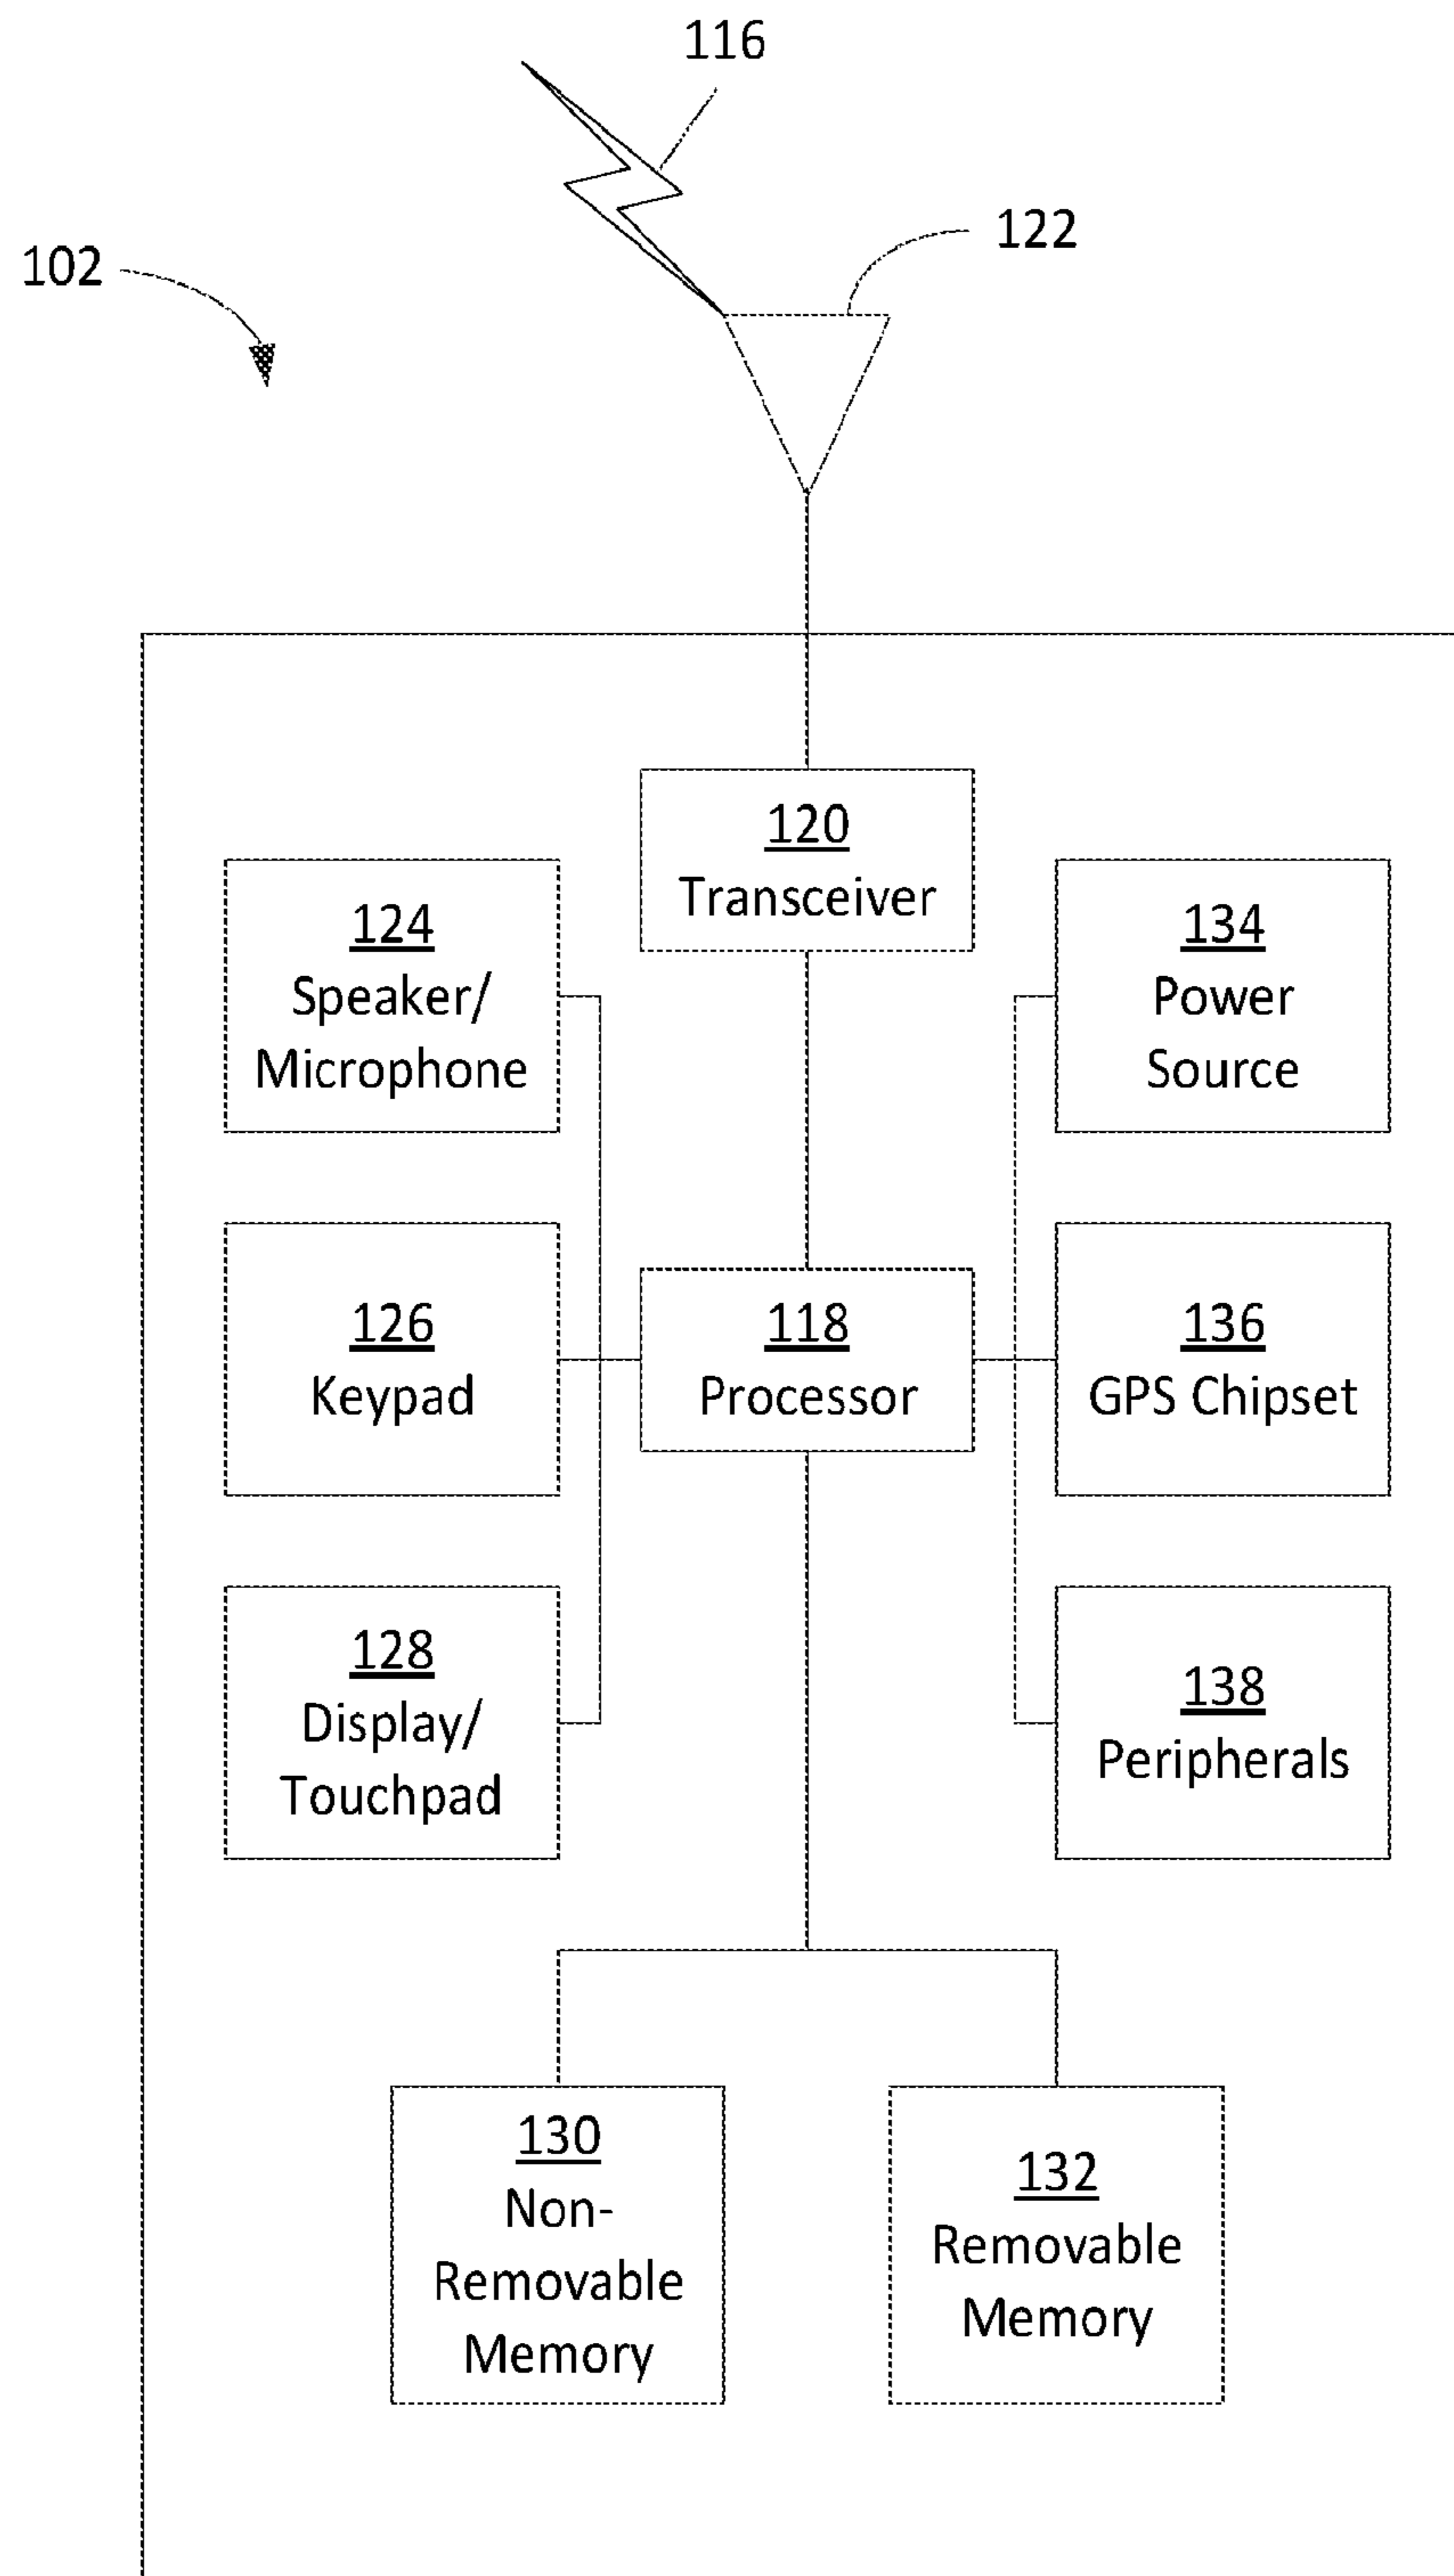 116
122
102
120
Transceiver
124
Speaker/
Microphone
134
Power
Source
126
Keypad
118
Processor
136
GPS Chipset
128
Display/
Touchpad
138
Peripherals
130
Non-
Removable
Memory
132
Removable
Memory